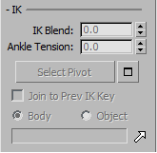 - IK
IK Blend: 0.0
Ankle Tension: 0.0
Select Pivot
Join to Prev IK Key
Body Object